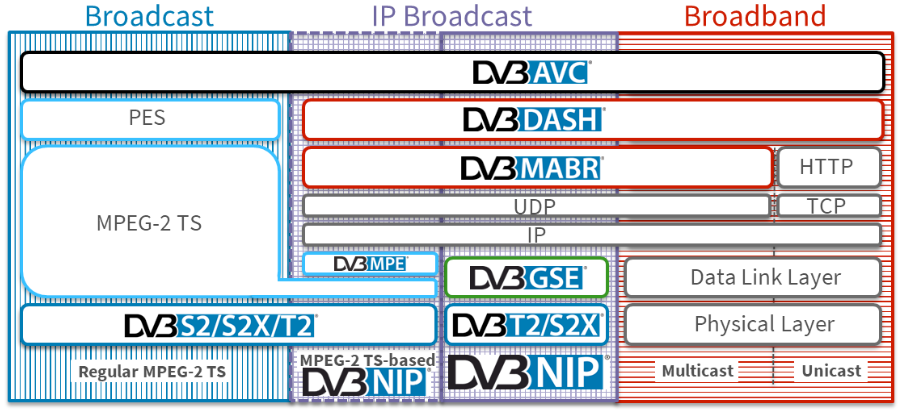 Broadcast
IP Broadcast
Broadband
DVB AVC
PES
DVB DASH
DVB MABR
HTTP
MPEG-2 TS
UDP
TCP
IP
DVB MPE
DVB GSE
Data Link Layer
DVB S2/S2X/T2
DVB T2/S2X
Physical Layer
Regular MPEG-2 TS
MPEG-2 TS-based
DVB NIP
DVB NIP
Multicast
Unicast